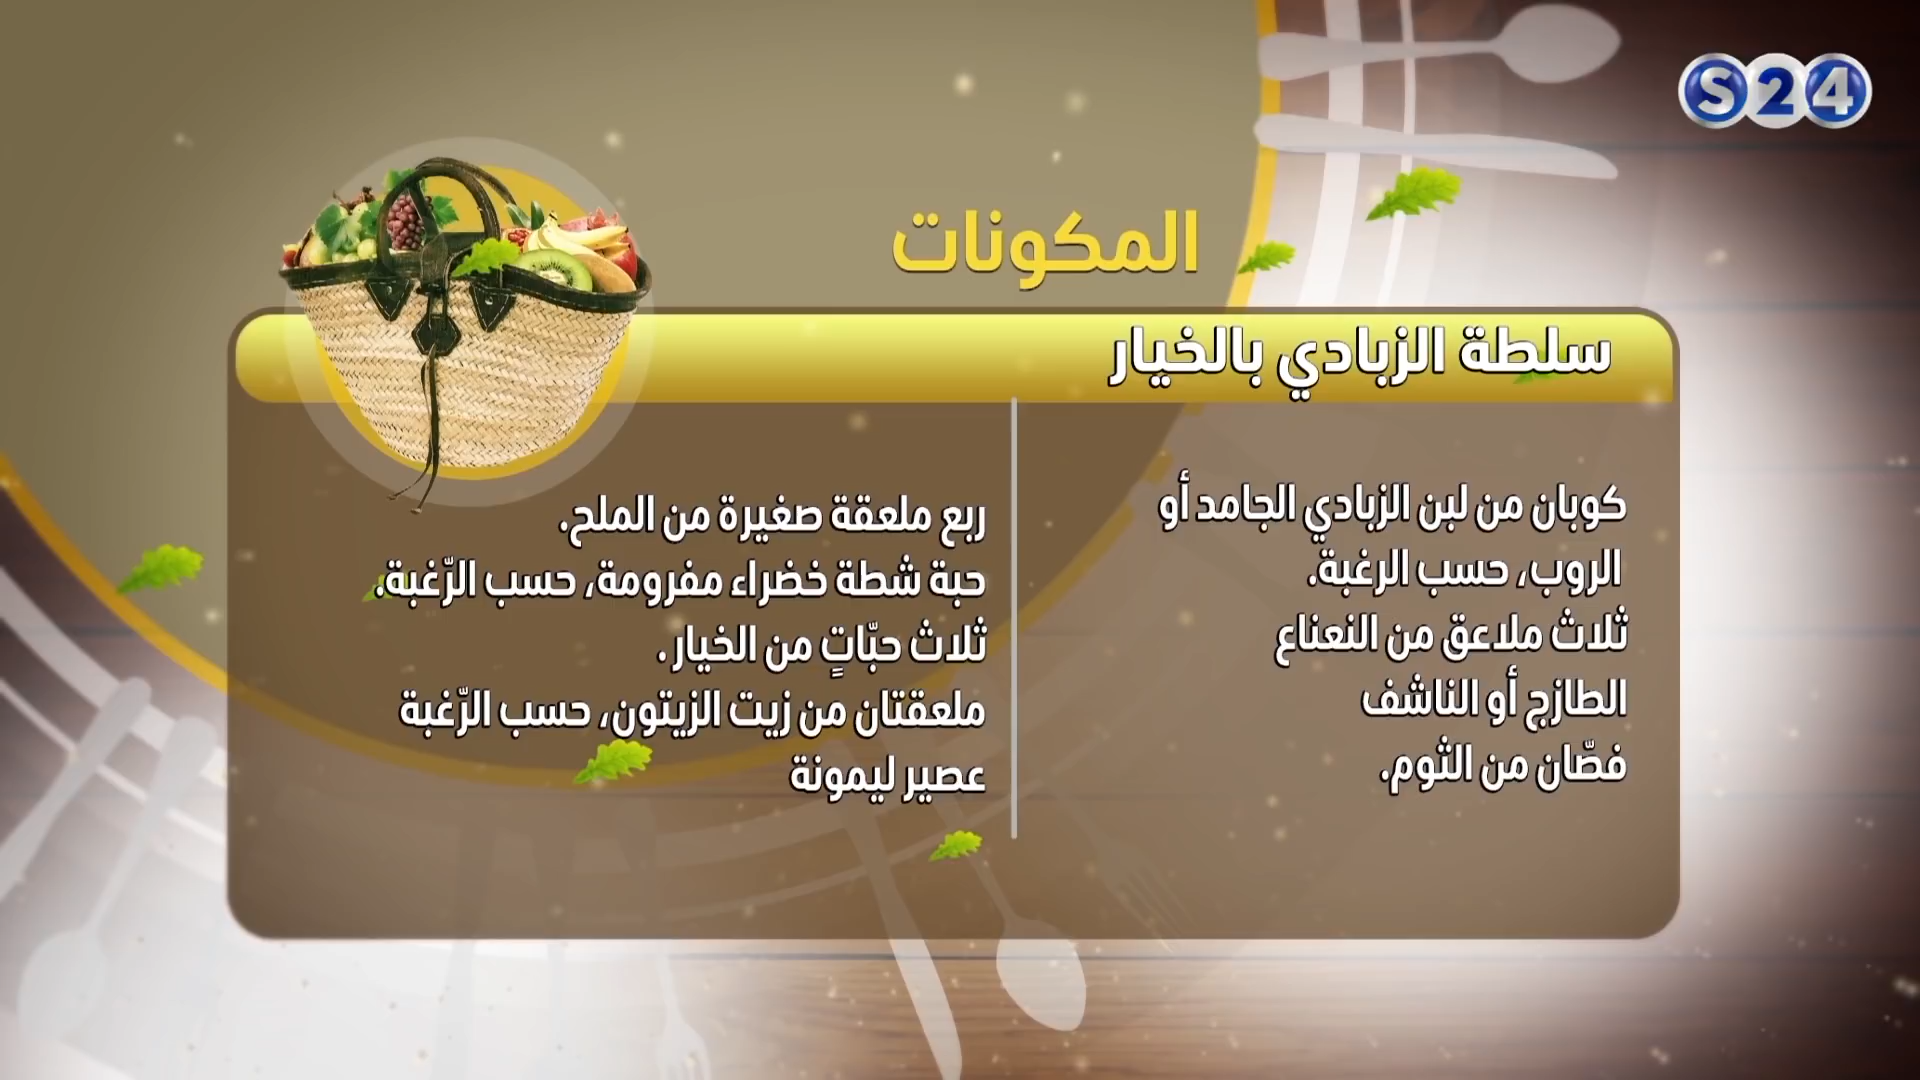 S24
المكونات
سلطة الزبادي بالخيار
كوبان من لبن الزبادي الجامد أو
الروب، حسب الرغبة.
ثلاث ملاعق من النعناع
الطازج أو الناشف
فصّان من الثوم.
ربع ملعقة صغيرة من الملح.
حبة شطة خضراء مفرومة، حسب الرّغبة.
ثلاث حبّاتٍ من الخيار.
ملعقتان من زيت الزيتون، حسب الرّغبة
عصير ليمونة